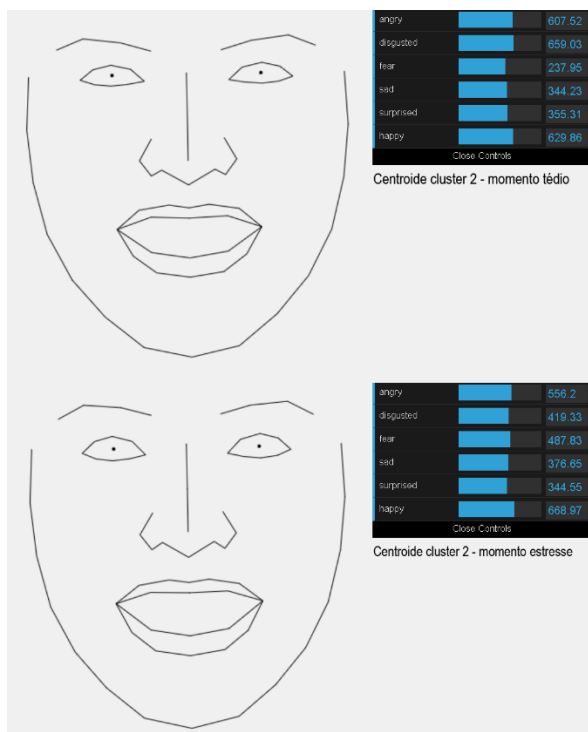 angry 607.52
disgusted 659.03
fear 237.95
sad 344.23
surprised 355.31
happy 629.86
Close Controls
Centroide cluster 2 - momento tédio
angry 556.2
disgusted 419.33
fear 487.83
sad 376.65
surprised 344.55
happy 668.97
Close Controls
Centroide cluster 2 - momento estresse